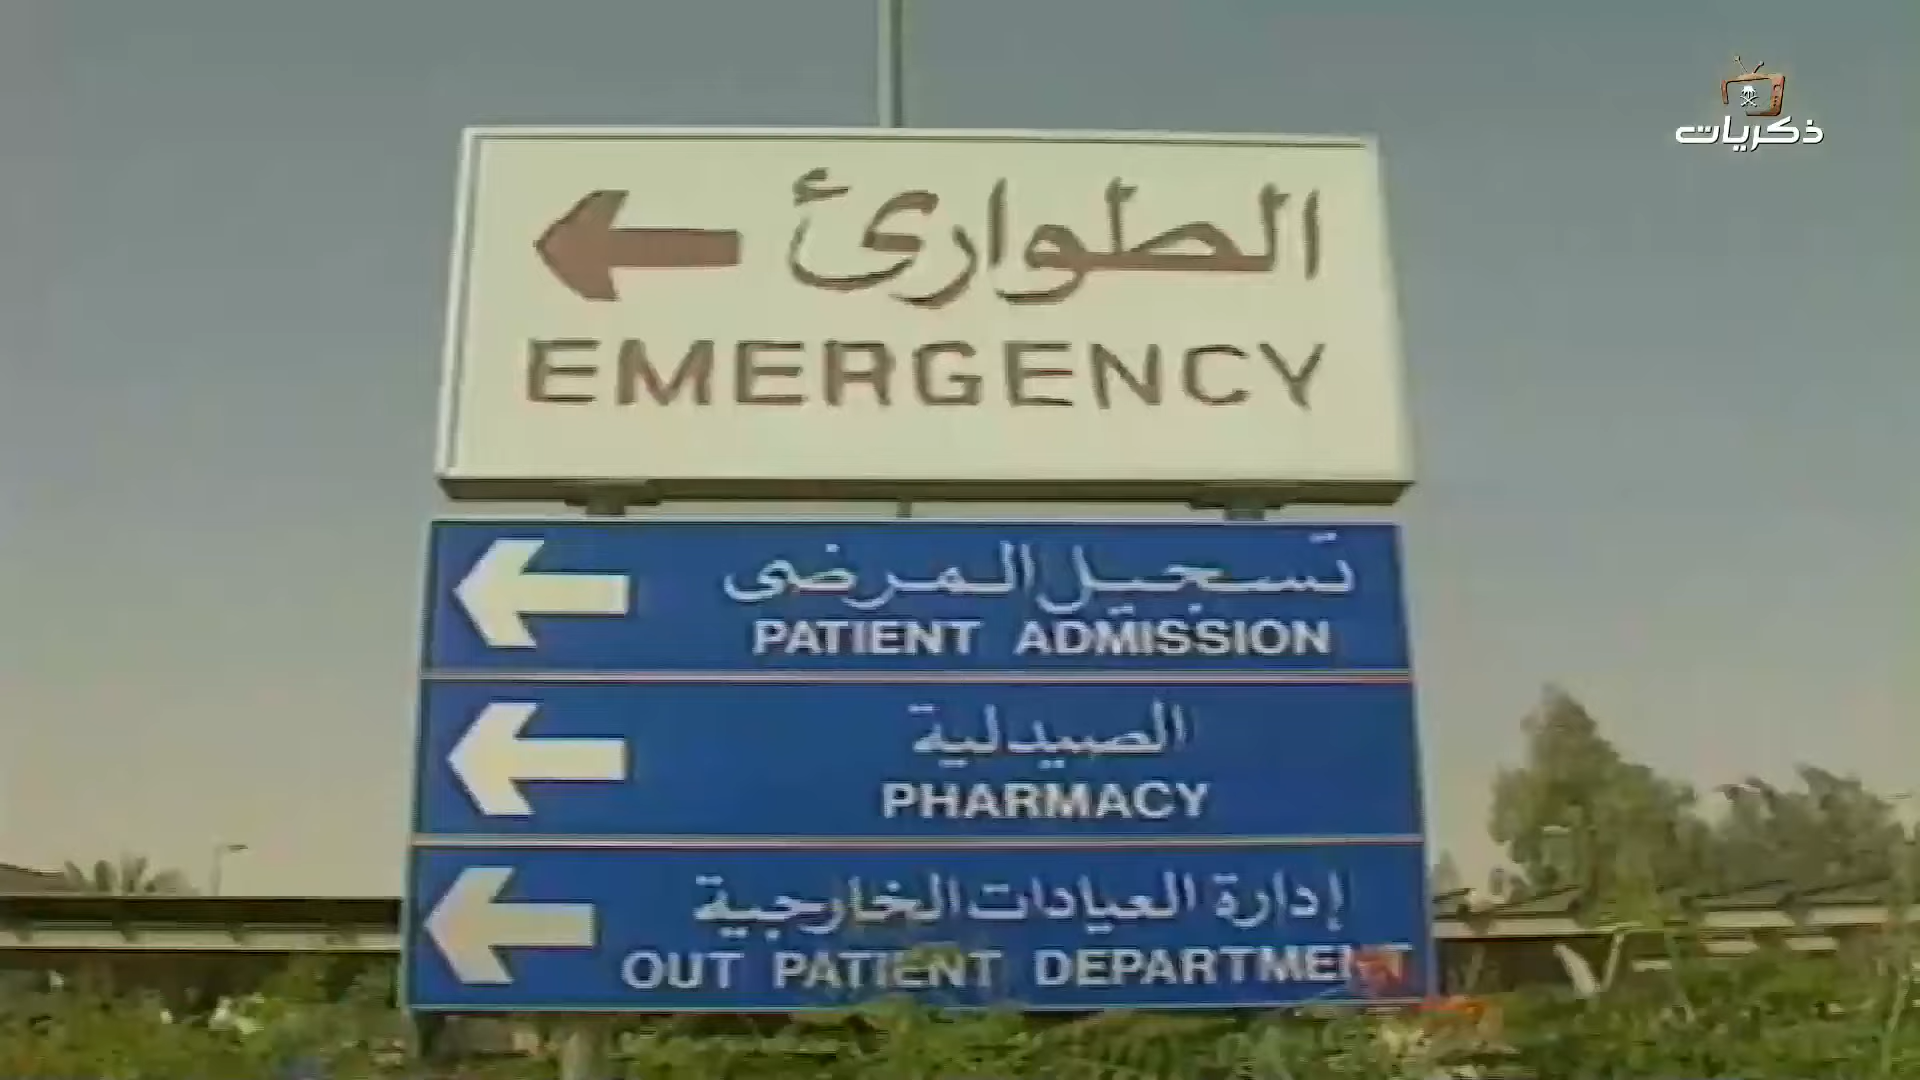 ذكريات
الطوارئ
EMERGENCY
تسجيل المرضى
PATIENT ADMISSION
الصيدلية
PHARMACY
إدارة العيادات الخارجية
OUT PATIENT DEPARTMENT